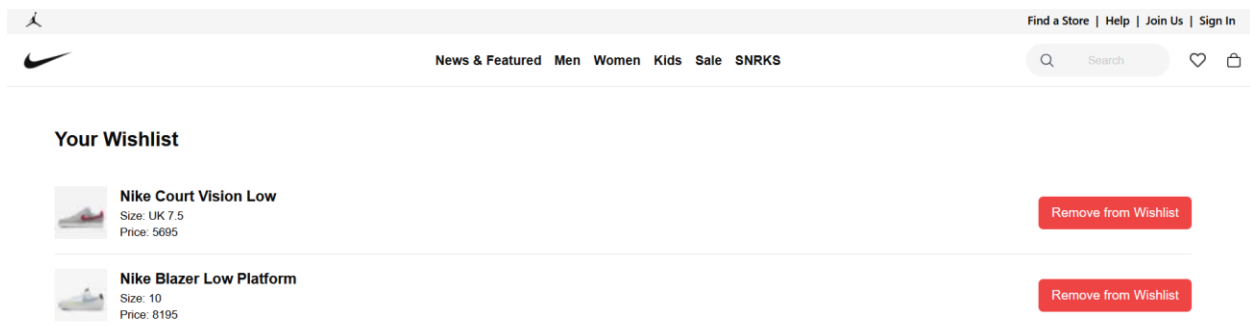 Find a Store | Help | Join Us | Sign In
News & Featured Men Women Kids Sale SNRKS
Search
Your Wishlist
Nike Court Vision Low
Size: UK 7.5
Price: 5695
Remove from Wishlist
Nike Blazer Low Platform
Size: 10
Price: 8195
Remove from Wishlist